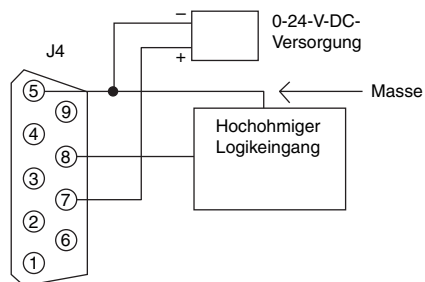 –
+
0-24-V-DC-
Versorgung
J4
Masse
5
9
4
8
3
7
2
6
1
Hochohmiger
Logikeingang